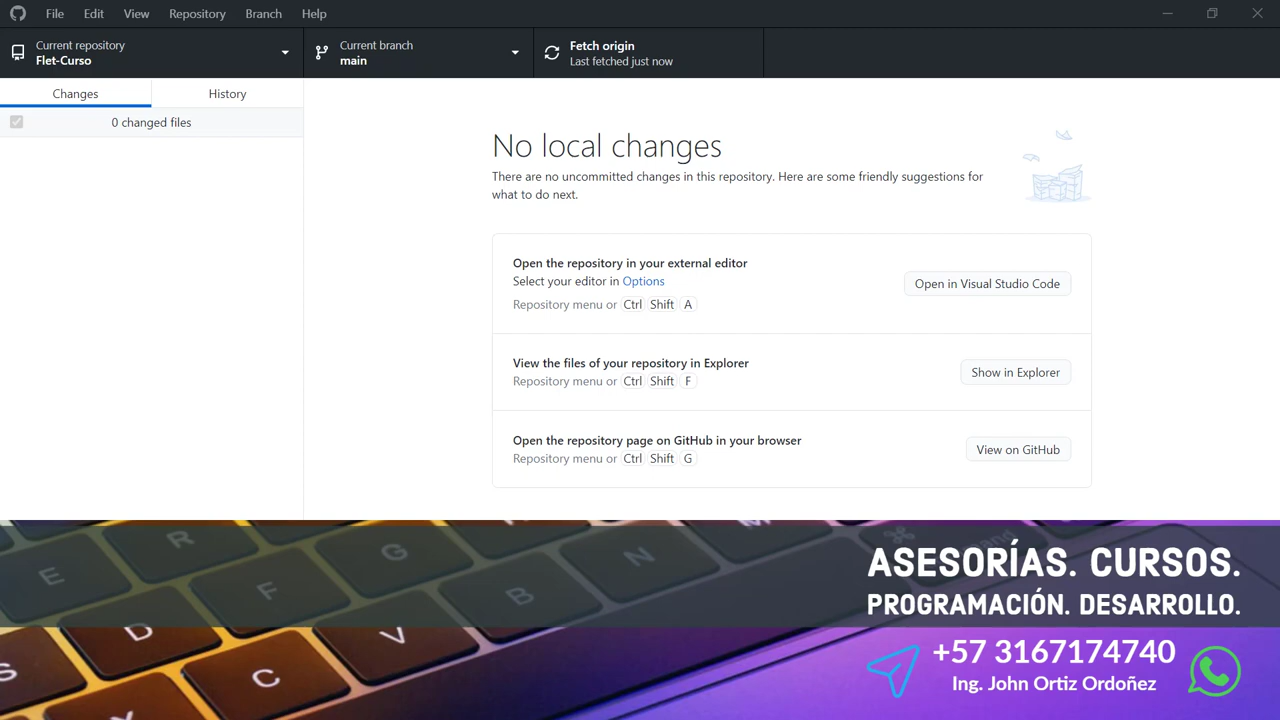 File Edit View Repository Branch Help
Current repository
Flet-Curso
Current branch
main
Fetch origin
Last fetched just now
Changes
History
0 changed files
No local changes
There are no uncommitted changes in this repository. Here are some friendly suggestions for
what to do next.
Open the repository in your external editor
Select your editor in Options
Repository menu or Ctrl Shift A
Open in Visual Studio Code
View the files of your repository in Explorer
Repository menu or Ctrl Shift F
Show in Explorer
Open the repository page on GitHub in your browser
Repository menu or Ctrl Shift G
View on GitHub
ASESORÍAS. CURSOS.
PROGRAMACIÓN. DESARROLLO.
+57 3167174740
Ing. John Ortiz Ordoñez
E
R
F
G
B
N
M
D
C
V
S